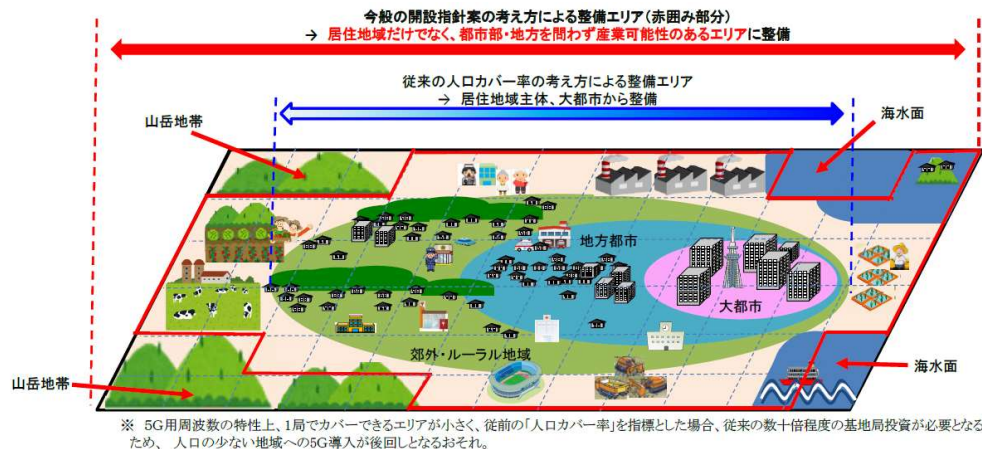 今般の開設指針案の考え方による整備エリア(赤囲み部分)
→ 居住地域だけでなく、都市部・地方を問わず産業可能性のあるエリアに整備
従来の人口カバー率の考え方による整備エリア
→ 居住地域主体、大都市から整備
山岳地帯
海水面
地方都市
大都市
郊外・ルーラル地域
山岳地帯
海水面
※ 5G用周波数の特性上、1局でカバーできるエリアが小さく、従前の「人口カバー率」を指標とした場合、従来の数十倍程度の基地局投資が必要となる
ため、 人口の少ない地域への5G導入が後回しとなるおそれ。